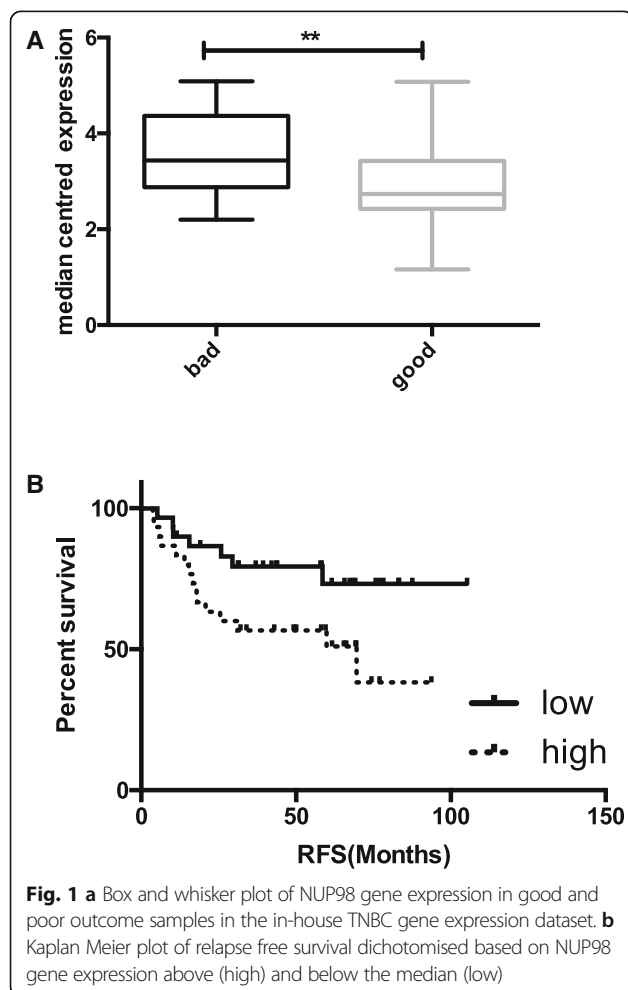 A
**
6
4
2
0
median centred expression
bad
good
B
100
50
0
Percent survival
low
high
0
50
100
150
RFS(Months)
Fig. 1 a Box and whisker plot of NUP98 gene expression in good and
poor outcome samples in the in-house TNBC gene expression dataset. b
Kaplan Meier plot of relapse free survival dichotomised based on NUP98
gene expression above (high) and below the median (low)